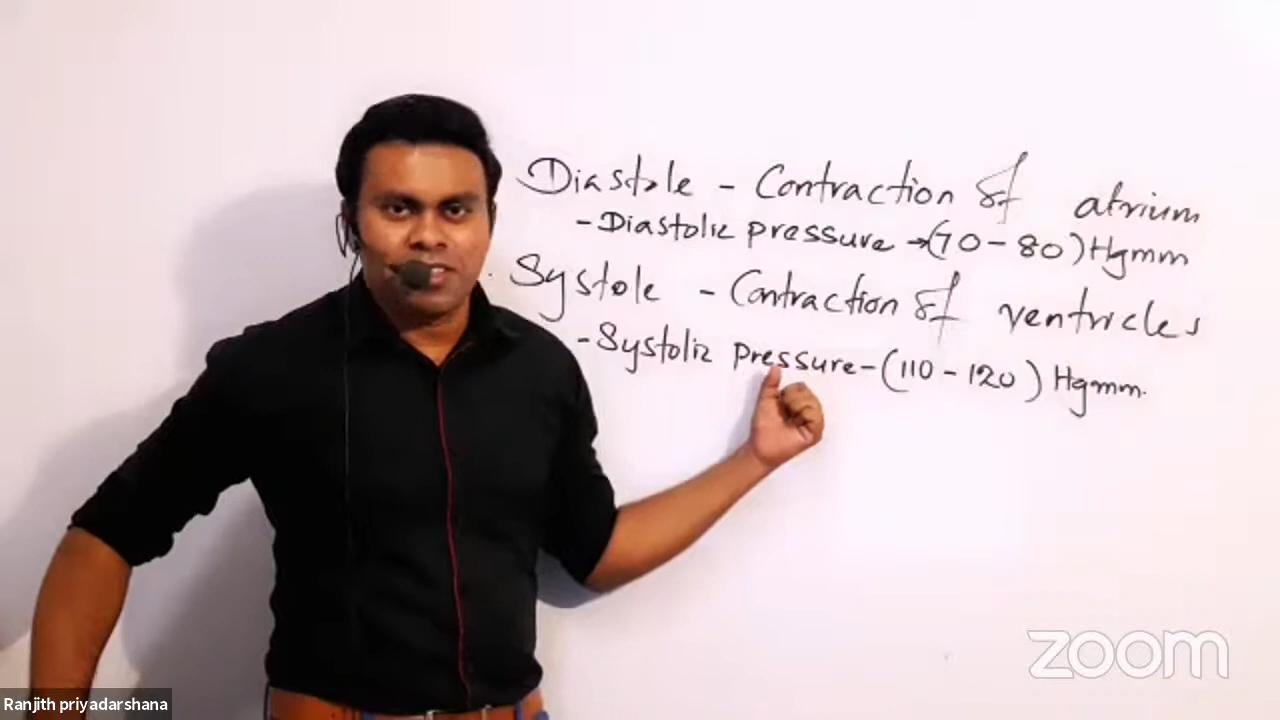 Diastole - Contraction of atrium
- Diastolic pressure → (70 - 80) Hgmm
Systole - Contraction of ventricles
- Systolic pressure - (110 - 120) Hgmm.
zoom
Ranjith priyadarshana